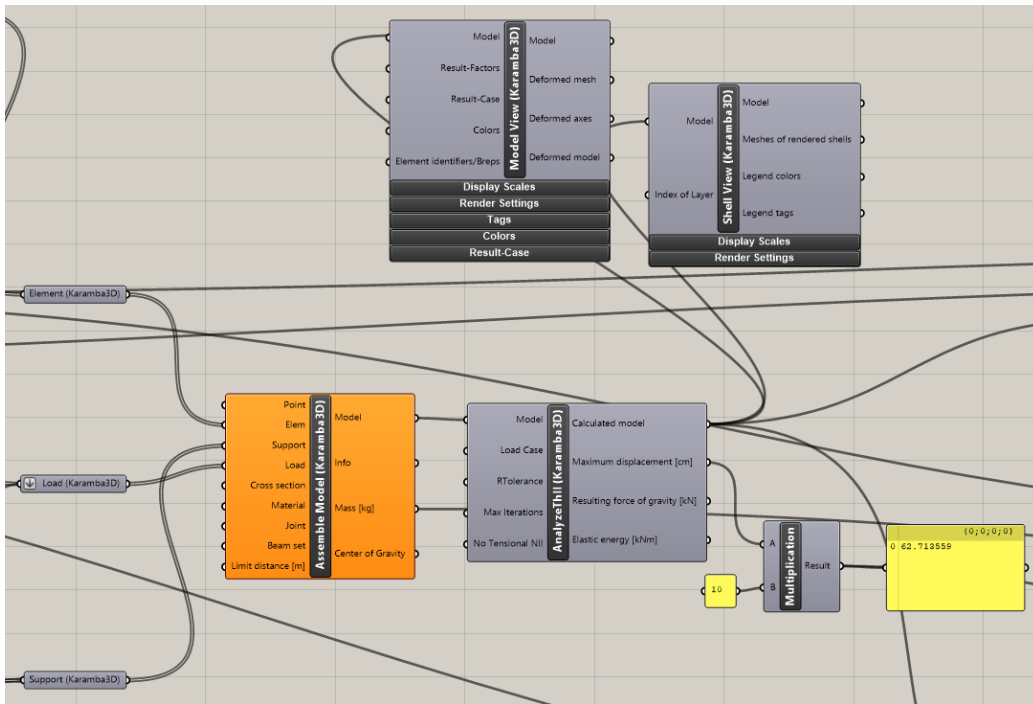 Model
Result-Factors
Result-Case
Colors
Element identifiers/Breps
Model View (Karamba3D)
Model
Deformed mesh
Deformed axes
Deformed model
Display Scales
Render Settings
Tags
Colors
Result-Case
Model
Index of Layer
Shell View (Karamba3D)
Model
Meshes of rendered shells
Legend colors
Legend tags
Display Scales
Render Settings
Element (Karamba3D)
Load (Karamba3D)
Support (Karamba3D)
Point
Elem
Support
Load
Cross section
Material
Joint
Beam set
Limit distance [m]
Assemble Model (Karamba3D)
Model
Info
Mass [kg]
Center of Gravity
Model
Load Case
RTolerance
Max Iterations
No Tensional NII
AnalyzeThII (Karamba3D)
Calculated model
Maximum displacement [cm]
Resulting force of gravity [kN]
Elastic energy [kNm]
10
A
B
Multiplication
Result
{0;0;0;0}
0 62.713559